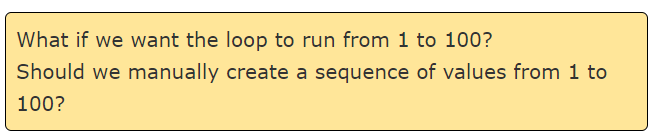 What if we want the loop to run from 1 to 100?
Should we manually create a sequence of values from 1 to
100?